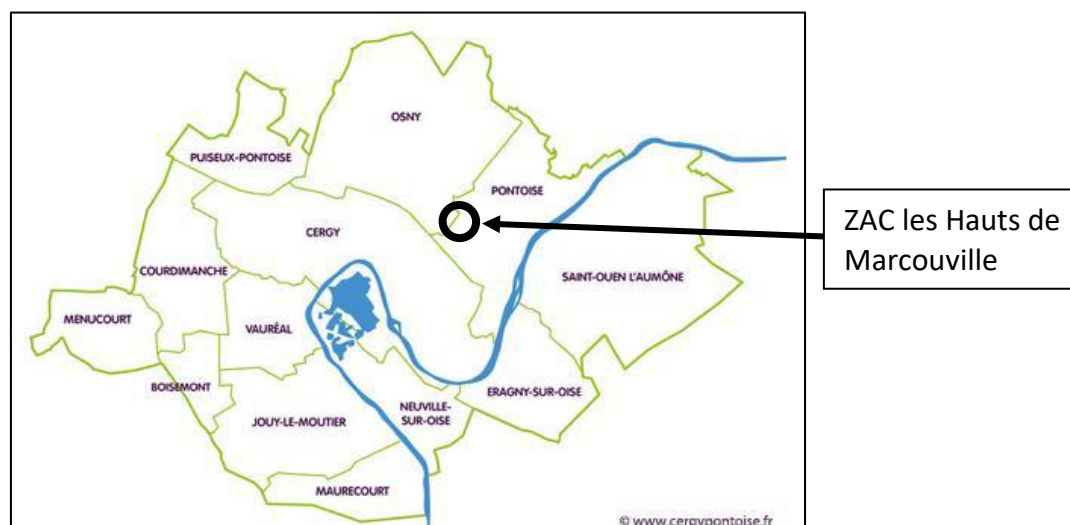 OSNY
PUISEUX-PONTOISE
PONTOISE
CERGY
ZAC les Hauts de
Marcouville
COURDIMANCHE
SAINT-OUEN L'AUMÔNE
MENUCOURT
VAURÉAL
BOISEMONT
ERAGNY-SUR-OISE
NEUVILLE-
SUR-OISE
JOUY-LE-MOUTIER
MAURECOURT
© www.cergypontoise.fr